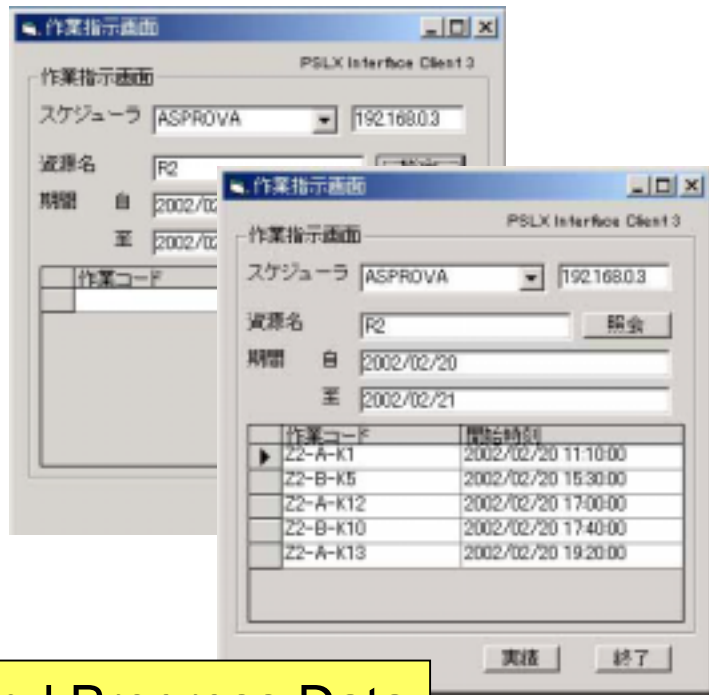 作業指示画面
PSLX Interface Client 3
作業指示画面
スケジューラ ASPROVA 192.168.0.3
資源名 R2
期間 自 2002/02
至 2002/02
作業コード
作業指示画面
PSLX Interface Client 3
作業指示画面
スケジューラ ASPROVA 192.168.0.3
資源名 R2 照会
期間 自 2002/02/20
至 2002/02/21
作業コード 開始時刻
Z2-A-K1 2002/02/20 11:10:00
Z2-B-K5 2002/02/20 15:30:00
Z2-A-K12 2002/02/20 17:00:00
Z2-B-K10 2002/02/20 17:40:00
Z2-A-K13 2002/02/20 19:20:00
実績 終了
Progress Data